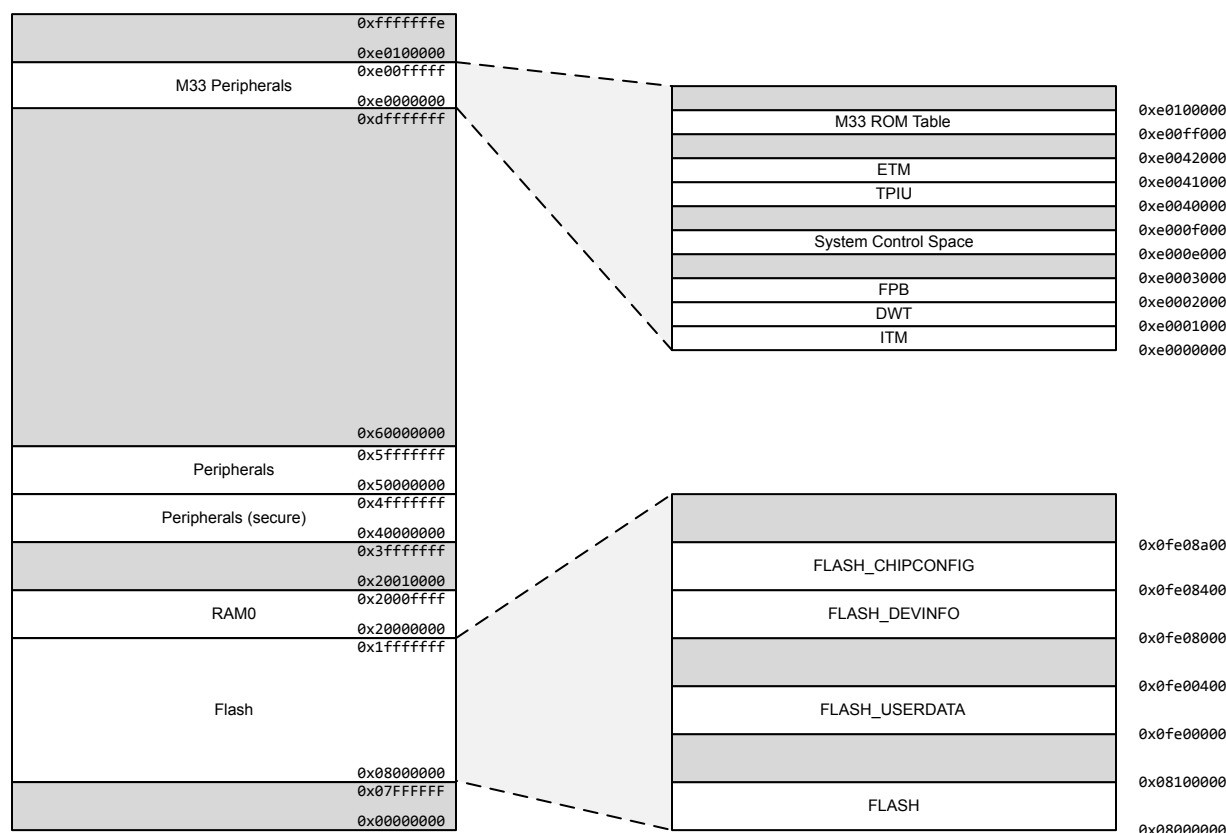 0xfffffffe
0xe0100000
M33 Peripherals
0xe00fffff
0xe0000000
0xdfffffff
0x60000000
Peripherals
0x5fffffff
0x50000000
Peripherals (secure)
0x4fffffff
0x40000000
0x3fffffff
0x20010000
RAM0
0x2000ffff
0x20000000
0x1fffffff
Flash
0x08000000
0x07FFFFFF
0x00000000
0xe0100000
M33 ROM Table
0xe00ff000
0xe0042000
ETM
0xe0041000
TPIU
0xe0040000
0xe000f000
System Control Space
0xe000e000
0xe0003000
FPB
0xe0002000
DWT
0xe0001000
ITM
0xe0000000
0x0fe08a00
FLASH_CHIPCONFIG
0x0fe08400
FLASH_DEVINFO
0x0fe08000
0x0fe00400
FLASH_USERDATA
0x0fe00000
0x08100000
FLASH
0x08000000